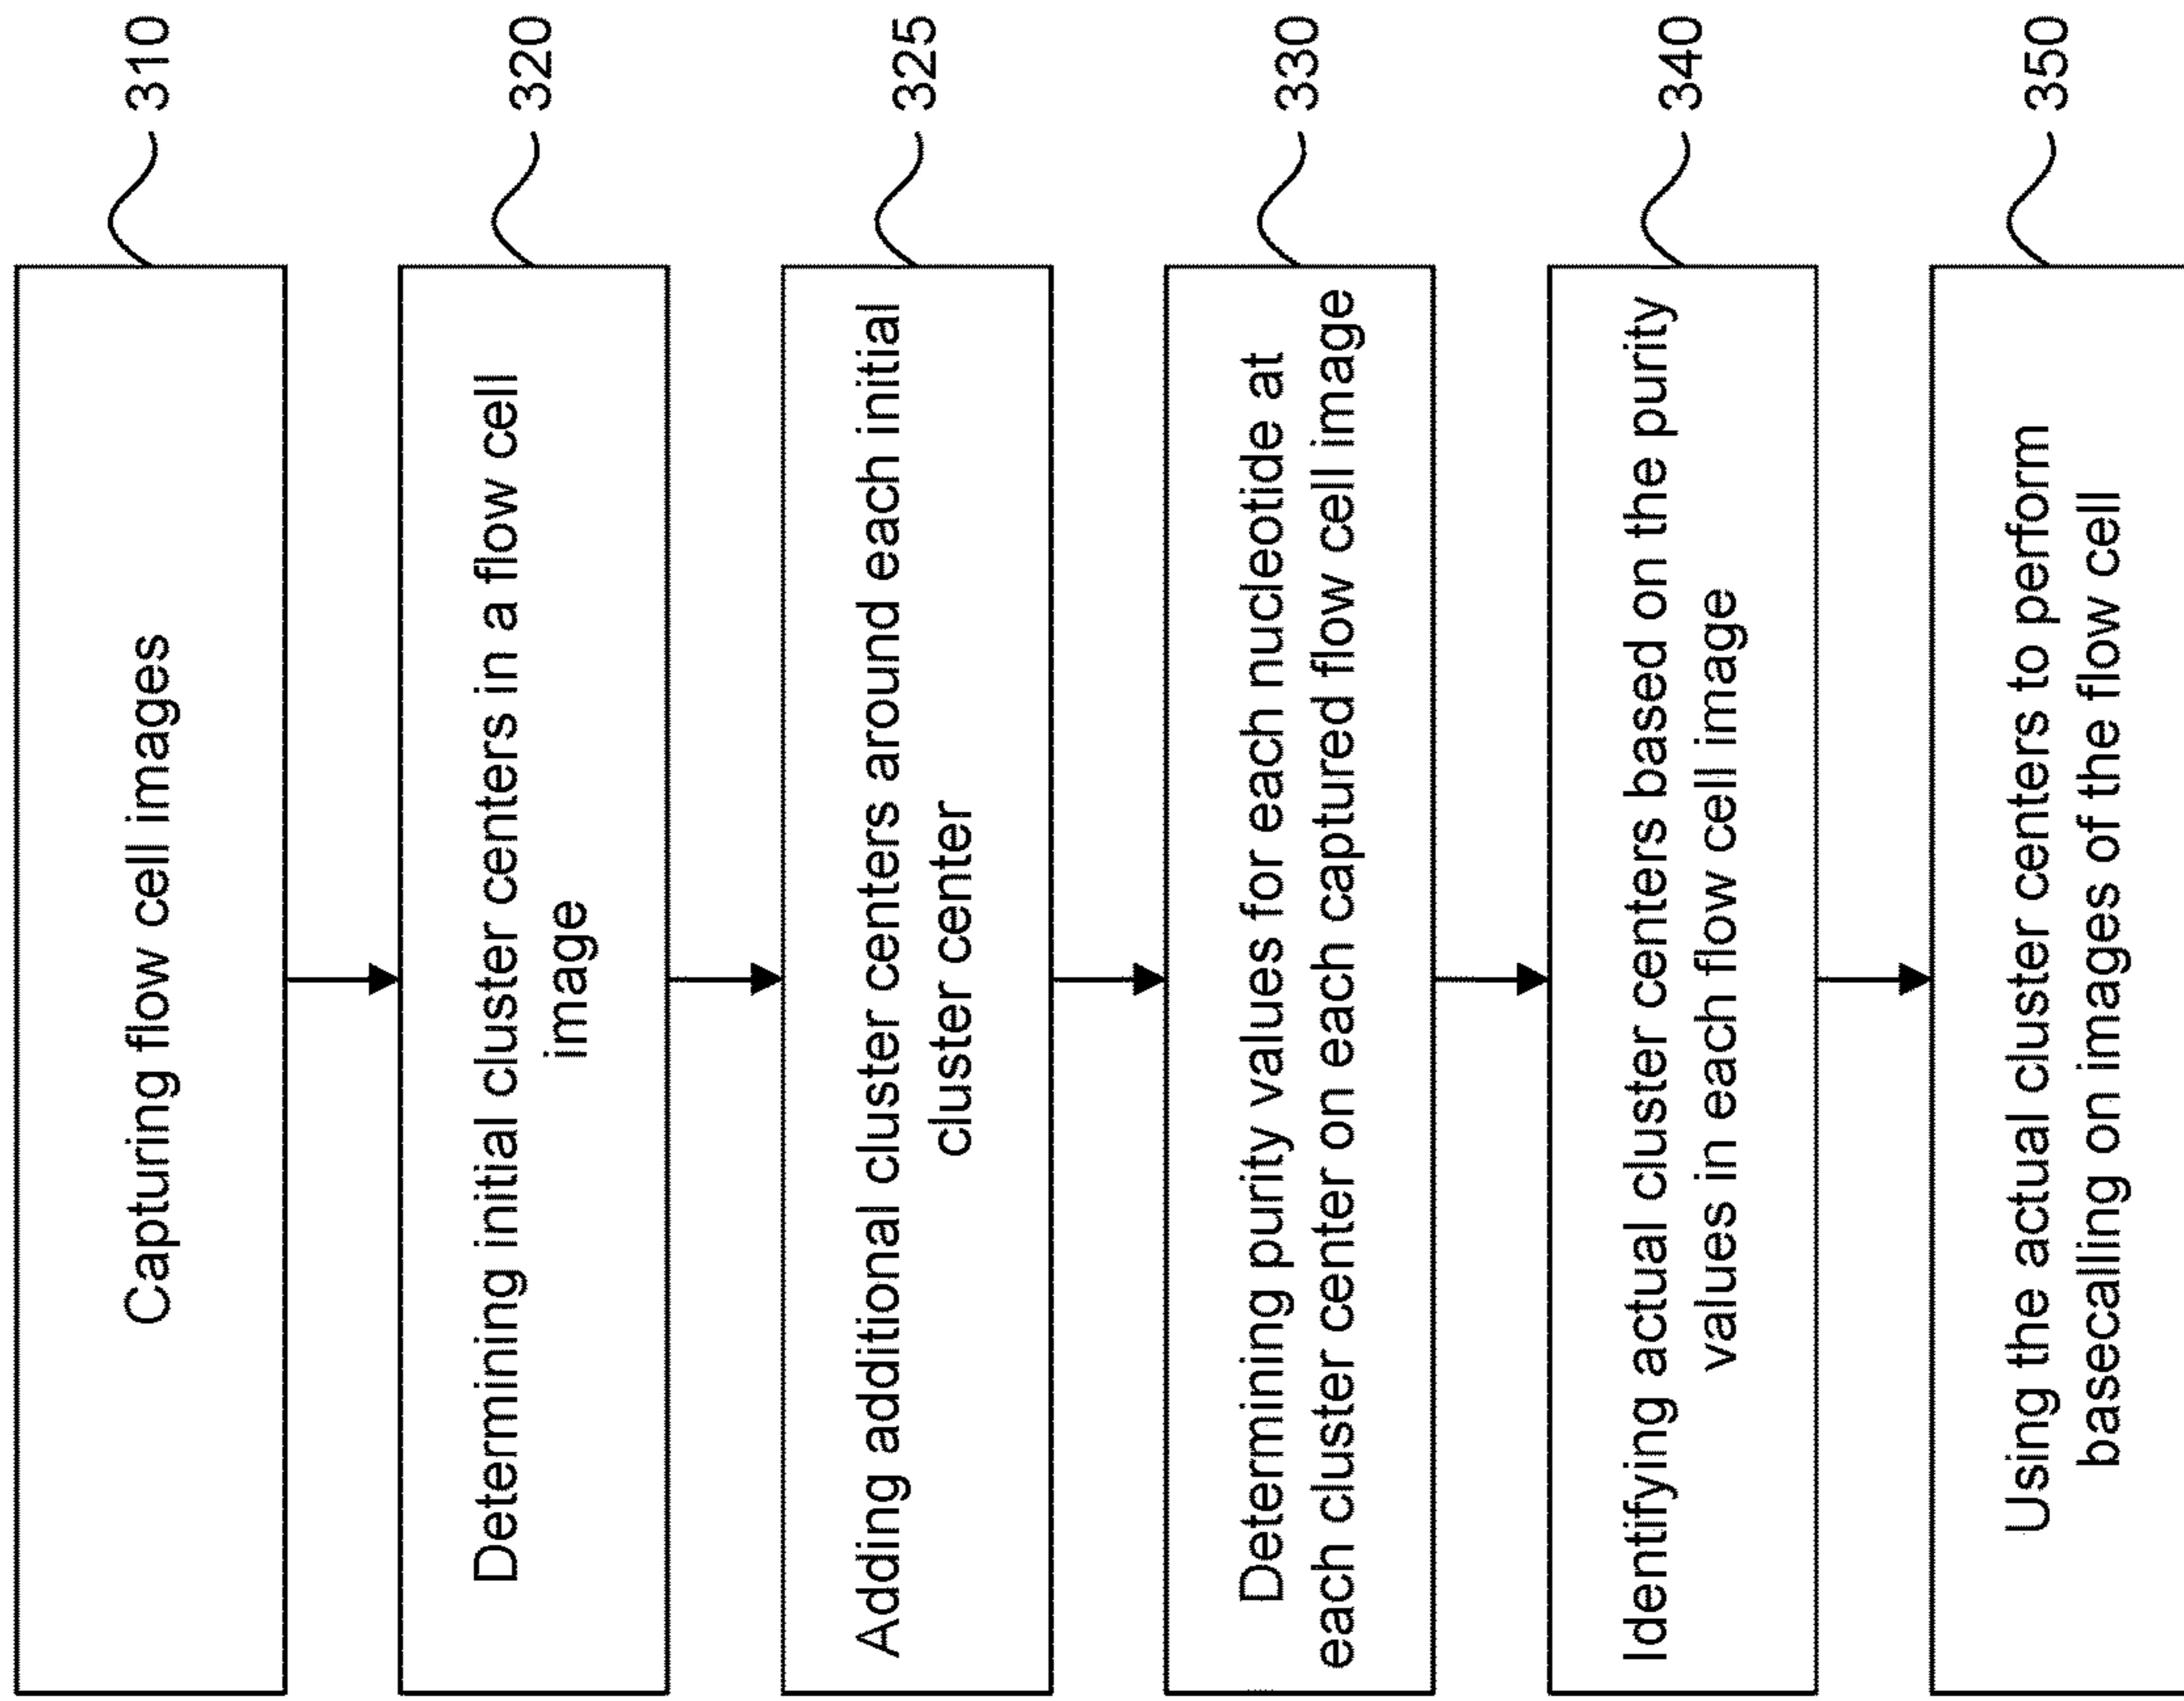 Capturing flow cell images
310
Determining initial cluster centers in a flow cell
image
320
Adding additional cluster centers around each initial
cluster center
325
Determining purity values for each nucleotide at
each cluster center on each captured flow cell image
330
Identifying actual cluster centers based on the purity
values in each flow cell image
340
Using the actual cluster centers to perform
basecalling on images of the flow cell
350